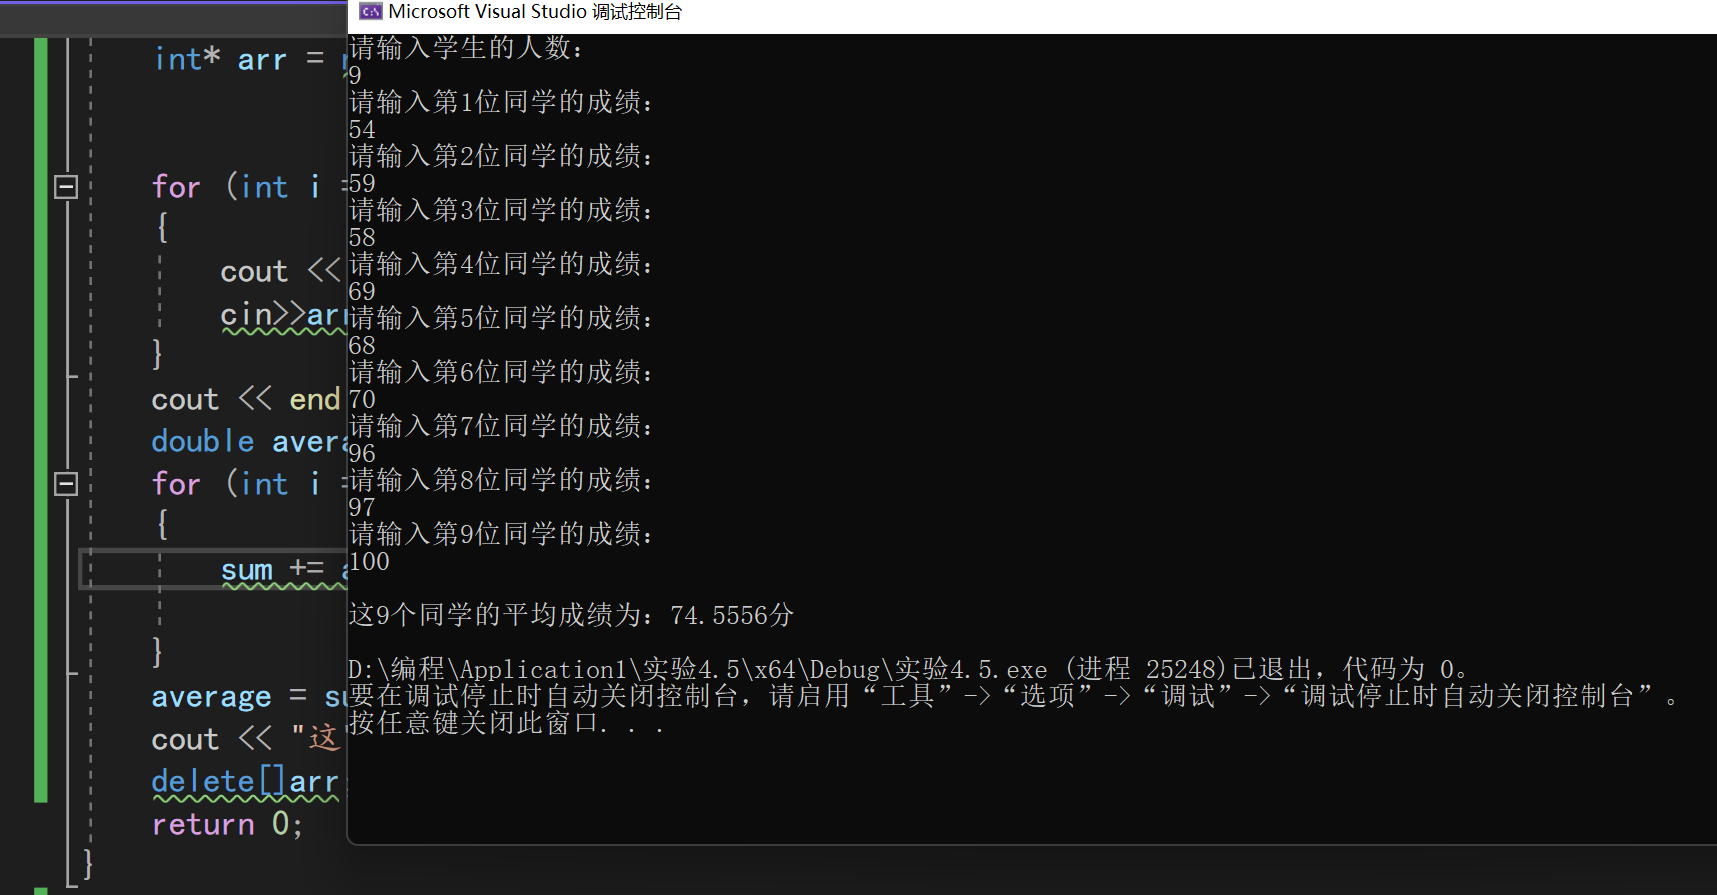 Microsoft Visual Studio 调试控制台
int* arr =
for (int i =
{
cout <<
cin>>arr
}
cout << end
double avera
for (int i =
{
sum +=
}
average = su
cout << "这
delete[]arr
return 0;
}
请输入学生的人数：
9
请输入第1位同学的成绩：
54
请输入第2位同学的成绩：
59
请输入第3位同学的成绩：
58
请输入第4位同学的成绩：
69
请输入第5位同学的成绩：
68
请输入第6位同学的成绩：
70
请输入第7位同学的成绩：
96
请输入第8位同学的成绩：
97
请输入第9位同学的成绩：
100
这9个同学的平均成绩为：74.5556分
D:\编程\Application1\实验4.5\x64\Debug\实验4.5.exe (进程 25248)已退出，代码为 0。
要在调试停止时自动关闭控制台，请启用“工具”->“选项”->“调试”->“调试停止时自动关闭控制台”。
按任意键关闭此窗口. . .